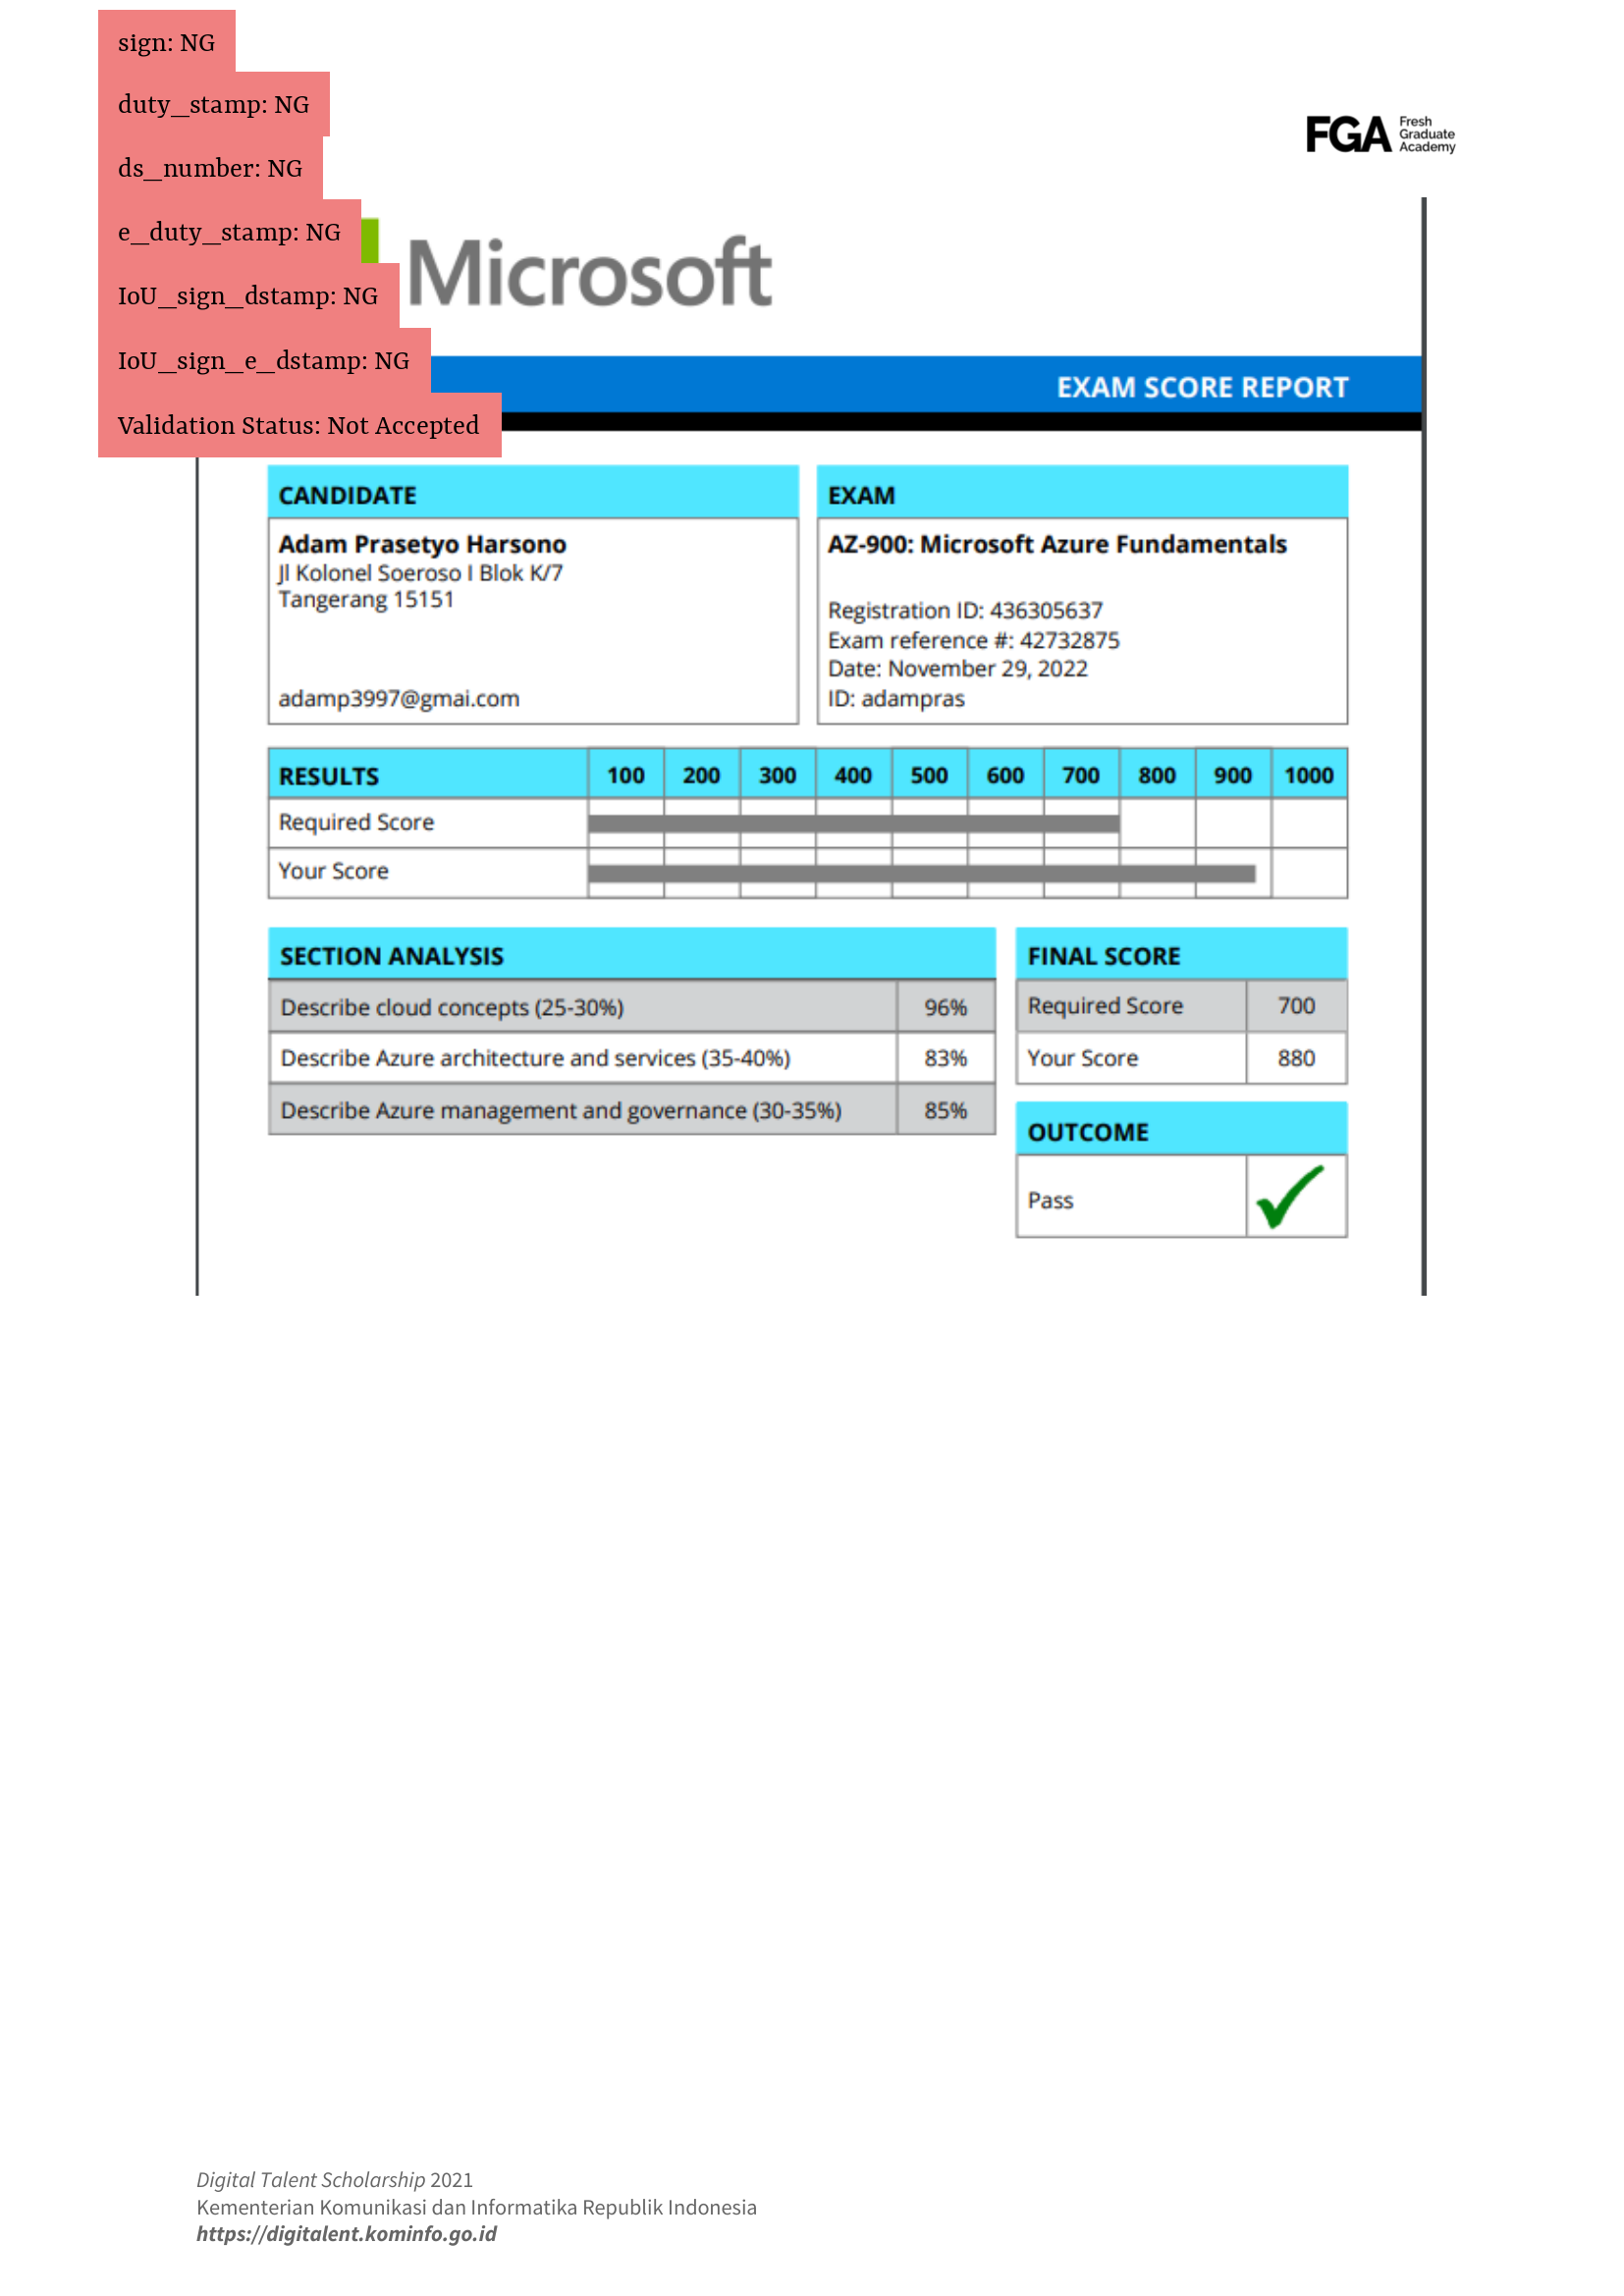 sign: NG
duty_stamp: NG
ds_number: NG
e_duty_stamp: NG
IoU_sign_dstamp: NG
IoU_sign_e_dstamp: NG
Validation Status: Not Accepted
FGA Fresh Graduate Academy
Microsoft
EXAM SCORE REPORT
CANDIDATE
Adam Prasetyo Harsono
Jl Kolonel Soeroso I Blok K/7
Tangerang 15151
adamp3997@gmai.com
EXAM
AZ-900: Microsoft Azure Fundamentals
Registration ID: 436305637
Exam reference #: 42732875
Date: November 29, 2022
ID: adampras
RESULTS 100 200 300 400 500 600 700 800 900 1000
Required Score
Your Score
SECTION ANALYSIS
Describe cloud concepts (25-30%) 96%
Describe Azure architecture and services (35-40%) 83%
Describe Azure management and governance (30-35%) 85%
FINAL SCORE
Required Score 700
Your Score 880
OUTCOME
Pass
Digital Talent Scholarship 2021
Kementerian Komunikasi dan Informatika Republik Indonesia
https://digitalent.kominfo.go.id